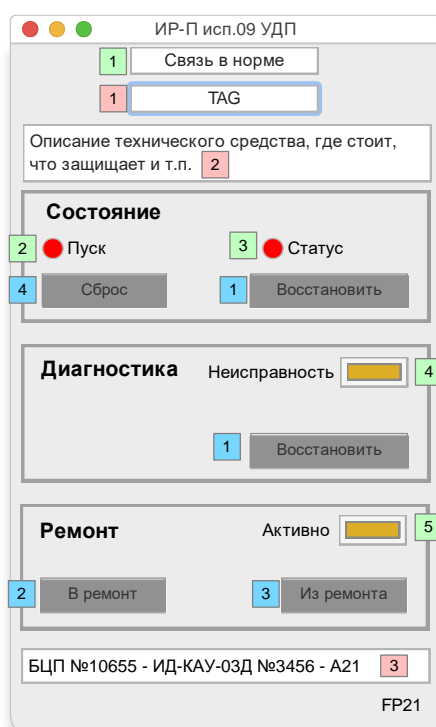 ИР-П исп.09 УДП
1 Связь в норме
1 TAG
Описание технического средства, где стоит,
что защищает и т.п. 2
Состояние
2 Пуск 3 Статус
4 Сброс 1 Восстановить
Диагностика Неисправность 4
1 Восстановить
Ремонт Активно 5
2 В ремонт 3 Из ремонта
БЦП №10655 - ИД-КАУ-03Д №3456 - А21 3
FP21